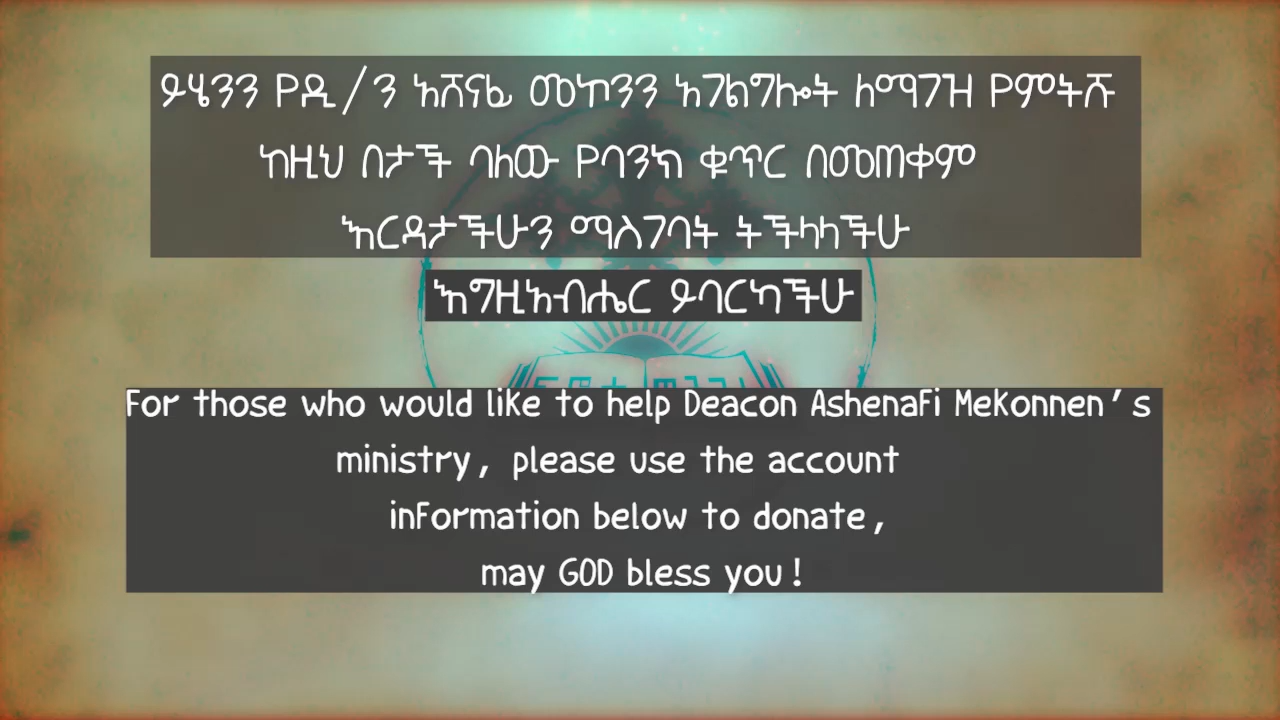 ይሄንን የዲ/ን አሸናፊ መኮንን አገልግሎት ለማገዝ የምትሹ
ከዚህ በታች ባለው የባንክ ቁጥር በመጠቀም
እርዳታችሁን ማስገባት ትችላላችሁ
እግዚአብሔር ይባርካችሁ
For those who would like to help Deacon Ashenafi Mekonnen's
ministry, please use the account
information below to donate,
may GOD bless you!